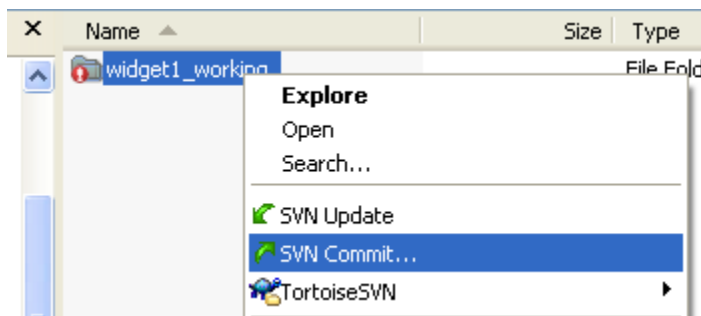 Name Size Type
widget1_working File Fold
Explore
Open
Search...
SVN Update
SVN Commit...
TortoiseSVN